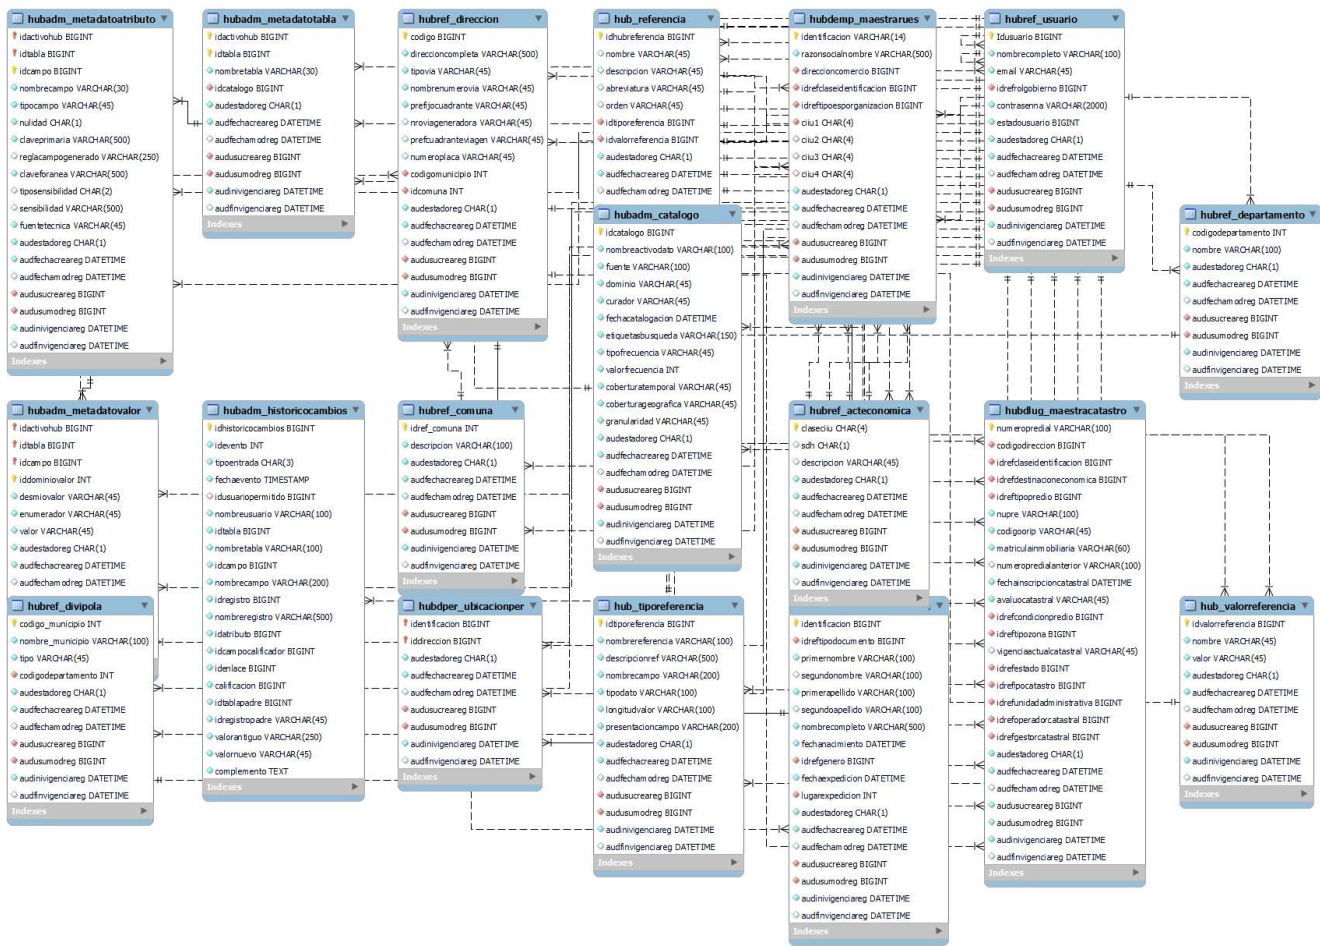 hubadm_metadatoatributo
idactivohub BIGINT
idtabla BIGINT
idcampo BIGINT
nombrecampo VARCHAR(30)
tipocampo VARCHAR(45)
nulidad CHAR(1)
claveprimaria VARCHAR(500)
reglacampogenerado VARCHAR(250)
claveforanea VARCHAR(500)
tiposensibilidad CHAR(2)
sensibilidad VARCHAR(500)
fuentetecnica VARCHAR(45)
audestadoreg CHAR(1)
audfechacreareg DATETIME
audfechamodreg DATETIME
audusucreareg BIGINT
audusumodreg BIGINT
audinivigenciareg DATETIME
audfinvigenciareg DATETIME
Indexes
hubadm_metadatotabla
idactivohub BIGINT
idtabla BIGINT
nombretabla VARCHAR(30)
idcatalogo BIGINT
audestadoreg CHAR(1)
audfechacreareg DATETIME
audfechamodreg DATETIME
audusucreareg BIGINT
audusumodreg BIGINT
audinivigenciareg DATETIME
audfinvigenciareg DATETIME
Indexes
hubref_direccion
codigo BIGINT
direccioncompleta VARCHAR(500)
tipovia VARCHAR(45)
nombrenumerovia VARCHAR(45)
prefijocuadrante VARCHAR(45)
nroviageneradora VARCHAR(45)
prefcuadranteviagen VARCHAR(45)
numeroplaca VARCHAR(45)
codigomunicipio INT
idcomuna INT
audestadoreg CHAR(1)
audfechacreareg DATETIME
audfechamodreg DATETIME
audusucreareg BIGINT
audusumodreg BIGINT
audinivigenciareg DATETIME
audfinvigenciareg DATETIME
Indexes
hub_referencia
idhubreferencia BIGINT
nombre VARCHAR(45)
descripcion VARCHAR(45)
abreviatura VARCHAR(45)
orden VARCHAR(45)
idtiporeferencia BIGINT
idvalorreferencia BIGINT
audestadoreg CHAR(1)
audfechacreareg DATETIME
audfechamodreg DATETIME
hubadm_catalogo
idcatalogo BIGINT
nombreactivodato VARCHAR(100)
fuente VARCHAR(100)
dominio VARCHAR(45)
curador VARCHAR(45)
fechacatalogacion DATETIME
etiquetasbusqueda VARCHAR(150)
tipofrecuencia VARCHAR(45)
valorfrecuencia INT
coberturatemporal VARCHAR(45)
coberturageografica VARCHAR(45)
granularidad VARCHAR(45)
audestadoreg CHAR(1)
audfechacreareg DATETIME
audfechamodreg DATETIME
audusucreareg BIGINT
audusumodreg BIGINT
audinivigenciareg DATETIME
audfinvigenciareg DATETIME
Indexes
hubdemp_maestrarues
identificacion VARCHAR(14)
razonsocialnombre VARCHAR(500)
direccioncomercio BIGINT
idrefclaseidentificacion BIGINT
idreftipoesporganizacion BIGINT
ciiu1 CHAR(4)
ciiu2 CHAR(4)
ciiu3 CHAR(4)
ciiu4 CHAR(4)
audestadoreg CHAR(1)
audfechacreareg DATETIME
audfechamodreg DATETIME
audusucreareg BIGINT
audusumodreg BIGINT
audinivigenciareg DATETIME
audfinvigenciareg DATETIME
Indexes
hubref_usuario
Idusuario BIGINT
nombrecompleto VARCHAR(100)
email VARCHAR(45)
idrefrolgobierno BIGINT
contrasenna VARCHAR(2000)
estadousuario BIGINT
audestadoreg CHAR(1)
audfechacreareg DATETIME
audfechamodreg DATETIME
audusucreareg BIGINT
audusumodreg BIGINT
audinivigenciareg DATETIME
audfinvigenciareg DATETIME
Indexes
hubref_departamento
codigodepartamento INT
nombre VARCHAR(100)
audestadoreg CHAR(1)
audfechacreareg DATETIME
audfechamodreg DATETIME
audusucreareg BIGINT
audusumodreg BIGINT
audinivigenciareg DATETIME
audfinvigenciareg DATETIME
Indexes
hubadm_metadatovalor
idactivohub BIGINT
idtabla BIGINT
idcampo BIGINT
iddominiovalor INT
desmiovalor VARCHAR(45)
enumerador VARCHAR(45)
valor VARCHAR(45)
audestadoreg CHAR(1)
audfechacreareg DATETIME
audfechamodreg DATETIME
hubref_divipola
codigo_municipio INT
nombre_municipio VARCHAR(100)
tipo VARCHAR(45)
codigodepartamento INT
audestadoreg CHAR(1)
audfechacreareg DATETIME
audfechamodreg DATETIME
audusucreareg BIGINT
audusumodreg BIGINT
audinivigenciareg DATETIME
audfinvigenciareg DATETIME
Indexes
hubadm_historicocambios
idhistoricocambios BIGINT
idevento INT
tipoentrada CHAR(3)
fechaevento TIMESTAMP
idusuariopermitido BIGINT
nombreusuario VARCHAR(100)
idtabla BIGINT
nombretabla VARCHAR(100)
idcampo BIGINT
nombrecampo VARCHAR(200)
idregistro BIGINT
nombreregistro VARCHAR(500)
idatributo BIGINT
idcampocalificador BIGINT
idenlace BIGINT
calificacion BIGINT
idtablapadre BIGINT
idregistropadre VARCHAR(45)
valorantiguo VARCHAR(250)
valornuevo VARCHAR(45)
complemento TEXT
Indexes
hubref_comuna
idref_comuna INT
descripcion VARCHAR(100)
audestadoreg CHAR(1)
audfechacreareg DATETIME
audfechamodreg DATETIME
audusucreareg BIGINT
audusumodreg BIGINT
audinivigenciareg DATETIME
audfinvigenciareg DATETIME
Indexes
hubdper_ubicacionper
identificacion BIGINT
iddireccion BIGINT
audestadoreg CHAR(1)
audfechacreareg DATETIME
audfechamodreg DATETIME
audusucreareg BIGINT
audusumodreg BIGINT
audinivigenciareg DATETIME
audfinvigenciareg DATETIME
Indexes
hub_tiporeferencia
idtiporeferencia BIGINT
nombrereferencia VARCHAR(100)
descripcionref VARCHAR(500)
nombrecampo VARCHAR(200)
tipodato VARCHAR(100)
longitudvalor VARCHAR(100)
presentacioncampo VARCHAR(200)
audestadoreg CHAR(1)
audfechacreareg DATETIME
audfechamodreg DATETIME
audusucreareg BIGINT
audusumodreg BIGINT
audinivigenciareg DATETIME
audfinvigenciareg DATETIME
Indexes
hubref_acteconomica
claseciiu CHAR(4)
sdh CHAR(1)
descripcion VARCHAR(45)
audestadoreg CHAR(1)
audfechacreareg DATETIME
audfechamodreg DATETIME
audusucreareg BIGINT
audusumodreg BIGINT
audinivigenciareg DATETIME
audfinvigenciareg DATETIME
Indexes
identificacion BIGINT
idreftipodocumento BIGINT
primernombre VARCHAR(100)
segundonombre VARCHAR(100)
primerapellido VARCHAR(100)
segundoapellido VARCHAR(100)
nombrecompleto VARCHAR(500)
fechanacimiento DATETIME
idrefgenero BIGINT
fechaexpedicion DATETIME
lugarexpedicion INT
audestadoreg CHAR(1)
audfechacreareg DATETIME
audfechamodreg DATETIME
audusucreareg BIGINT
audusumodreg BIGINT
audinivigenciareg DATETIME
audfinvigenciareg DATETIME
Indexes
hubdlug_maestracatastro
numeropredial VARCHAR(100)
codigodireccion BIGINT
idrefclaseidentificacion BIGINT
idrefdestinacioneconomica BIGINT
idreftipopredio BIGINT
nupre VARCHAR(100)
codigoorip VARCHAR(45)
matriculainmobiliaria VARCHAR(60)
numeropredialanterior VARCHAR(100)
fechainscripcioncatastral DATETIME
avaluocatastral VARCHAR(45)
idrefcondicionpredio BIGINT
idreftipozona BIGINT
vigenciaactualcatastral VARCHAR(45)
idrefestado BIGINT
idrefipocatastro BIGINT
idrefunidadadministrativa BIGINT
idrefoperadorcatastral BIGINT
idrefgestorcatastral BIGINT
audestadoreg CHAR(1)
audfechacreareg DATETIME
audfechamodreg DATETIME
audusucreareg BIGINT
audusumodreg BIGINT
audinivigenciareg DATETIME
audfinvigenciareg DATETIME
Indexes
hub_valorreferencia
idvalorreferencia BIGINT
nombre VARCHAR(45)
valor VARCHAR(45)
audestadoreg CHAR(1)
audfechacreareg DATETIME
audfechamodreg DATETIME
audusucreareg BIGINT
audusumodreg BIGINT
audinivigenciareg DATETIME
audfinvigenciareg DATETIME
Indexes